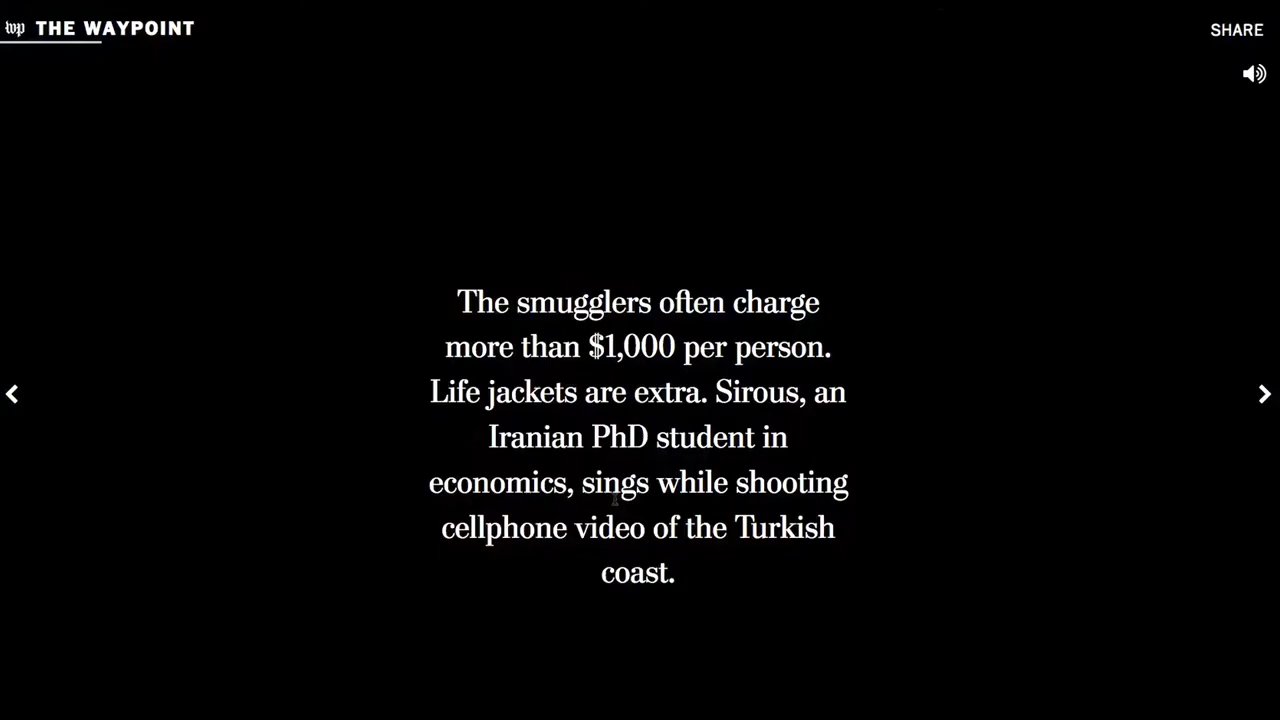 wp THE WAYPOINT
SHARE
The smugglers often charge
more than $1,000 per person.
Life jackets are extra. Sirous, an
Iranian PhD student in
economics, sings while shooting
cellphone video of the Turkish
coast.